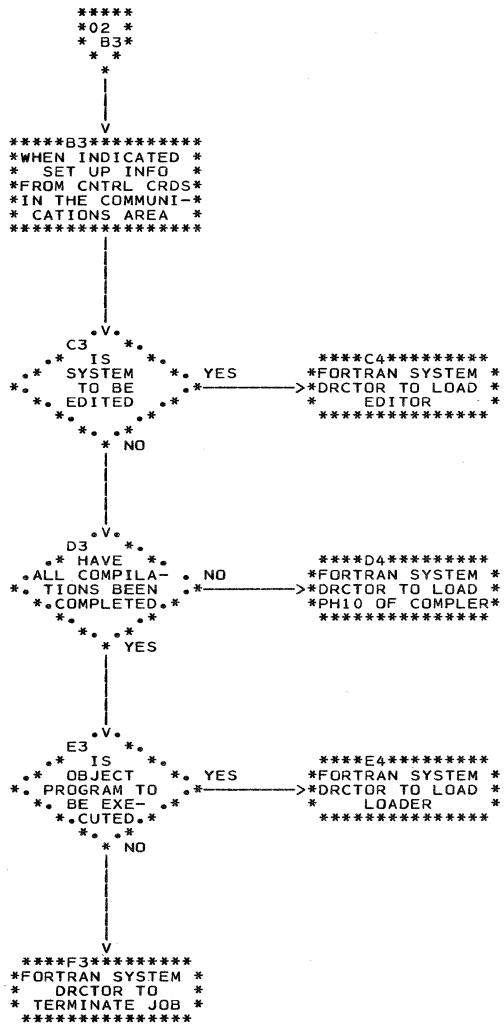 02
B3
B3
WHEN INDICATED
SET UP INFO
FROM CNTRL CRDS
IN THE COMMUNI-
CATIONS AREA
C3
IS
SYSTEM
TO BE
EDITED
YES
NO
C4
FORTRAN SYSTEM
DRCTOR TO LOAD
EDITOR
D3
HAVE
ALL COMPILA-
TIONS BEEN
COMPLETED
NO
YES
D4
FORTRAN SYSTEM
DRCTOR TO LOAD
PH10 OF COMPLER
E3
IS
OBJECT
PROGRAM TO
BE EXE-
CUTED
YES
NO
E4
FORTRAN SYSTEM
DRCTOR TO LOAD
LOADER
F3
FORTRAN SYSTEM
DRCTOR TO
TERMINATE JOB